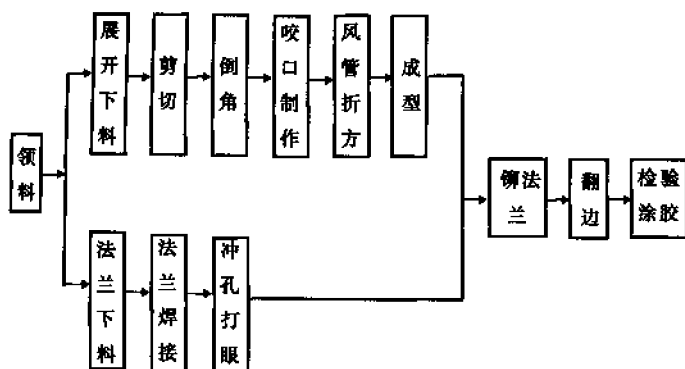 领料
展开下料
剪切
倒角
咬口制作
风管折方
成型
法兰下料
法兰焊接
冲孔打眼
铆法兰
翻边
检验
涂胶